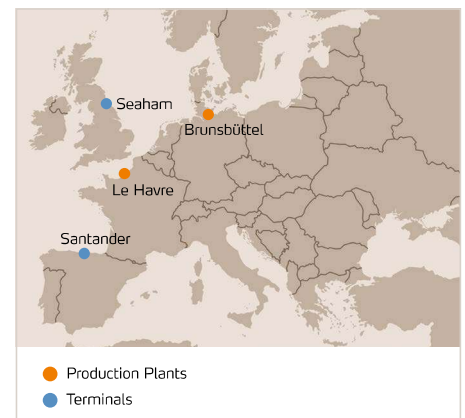 Seaham
Brunsbüttel
Le Havre
Santander
Production Plants
Terminals